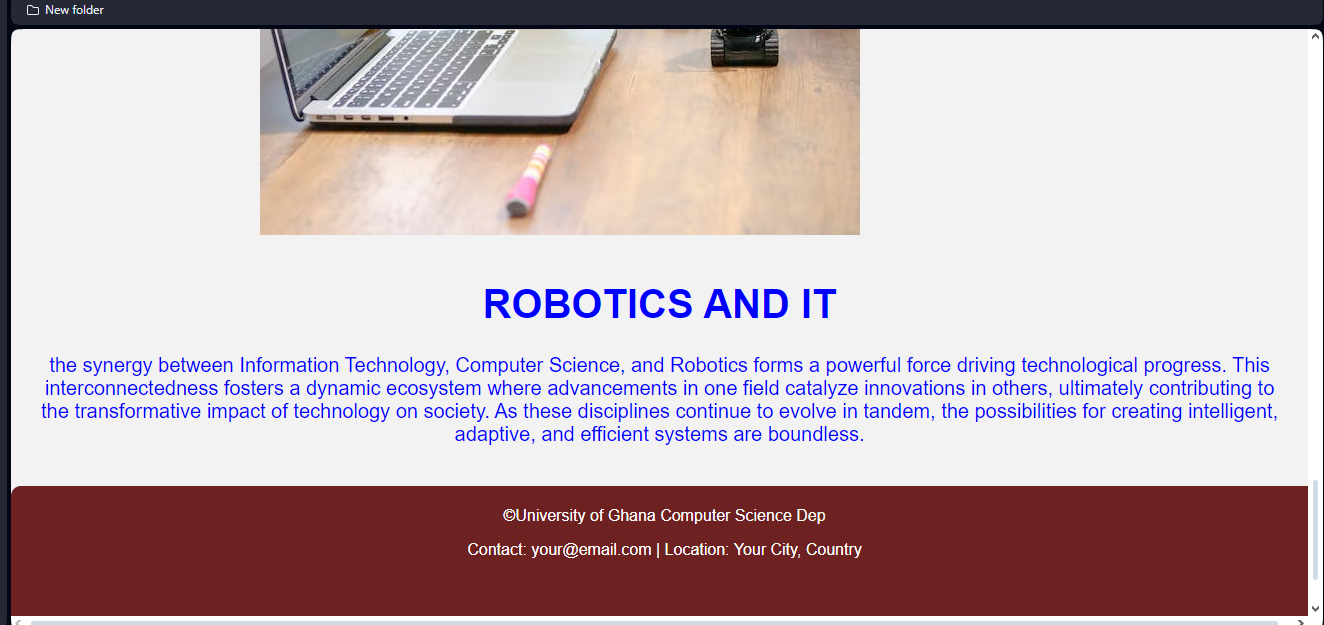 New folder
ROBOTICS AND IT
the synergy between Information Technology, Computer Science, and Robotics forms a powerful force driving technological progress. This
interconnectedness fosters a dynamic ecosystem where advancements in one field catalyze innovations in others, ultimately contributing to
the transformative impact of technology on society. As these disciplines continue to evolve in tandem, the possibilities for creating intelligent,
adaptive, and efficient systems are boundless.
©University of Ghana Computer Science Dep
Contact: your@email.com | Location: Your City, Country